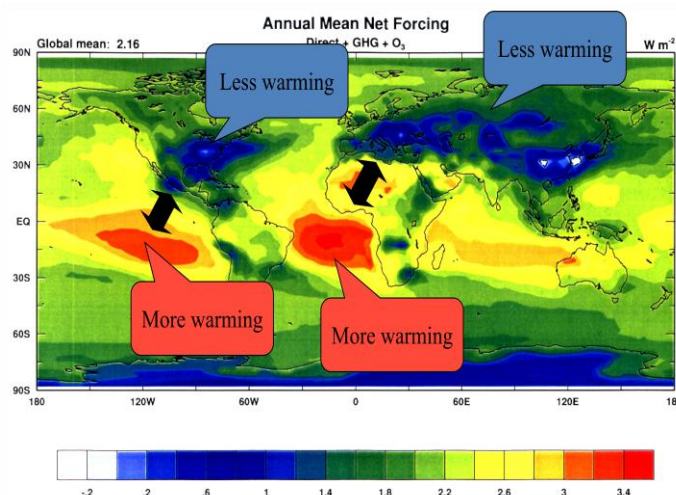 Annual Mean Net Forcing
Global mean: 2.16
Direct + GHG + O3
W m-2
90N
Less warming
Less warming
60N
30N
EQ
30S
More warming
More warming
60S
90S
180
120W
60W
0
60E
120E
180
-.2
.2
.6
1
1.4
1.8
2.2
2.6
3
3.4